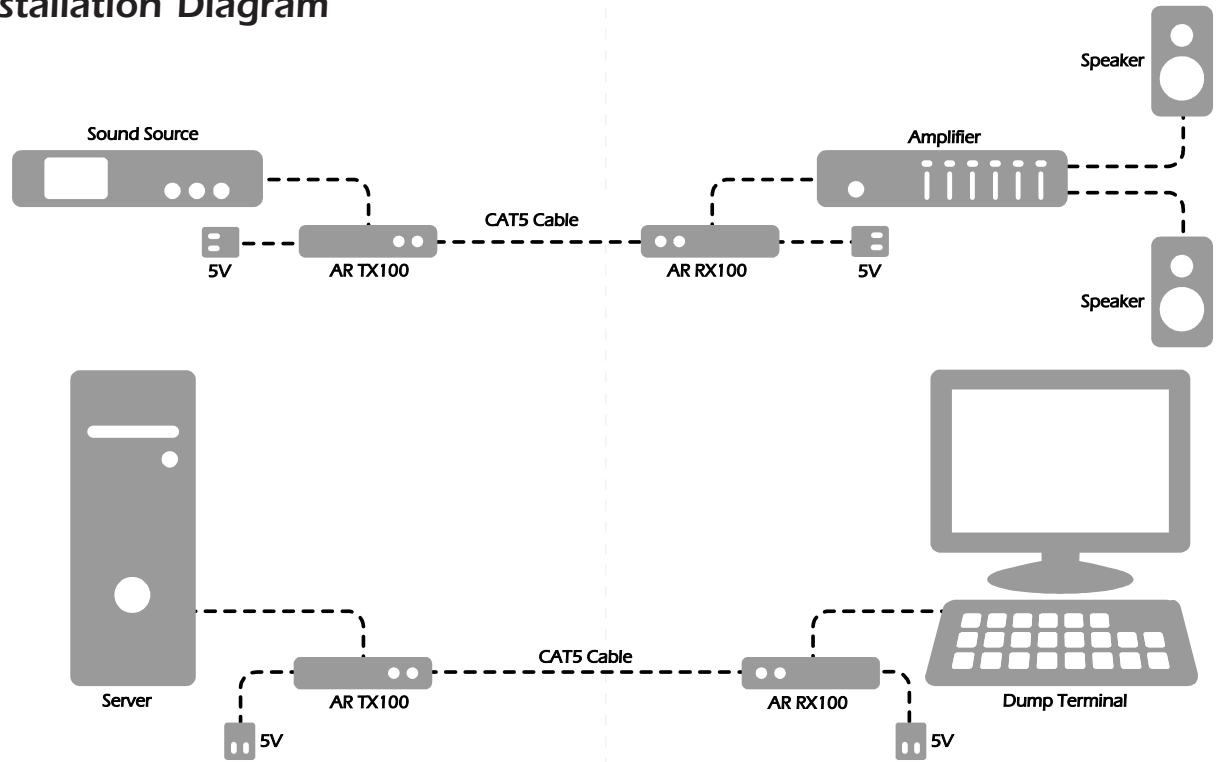 stallation Diagram
Speaker
Sound Source
Amplifier
CAT5 Cable
5V
AR TX100
AR RX100
5V
Speaker
CAT5 Cable
Server
AR TX100
AR RX100
Dump Terminal
5V
5V